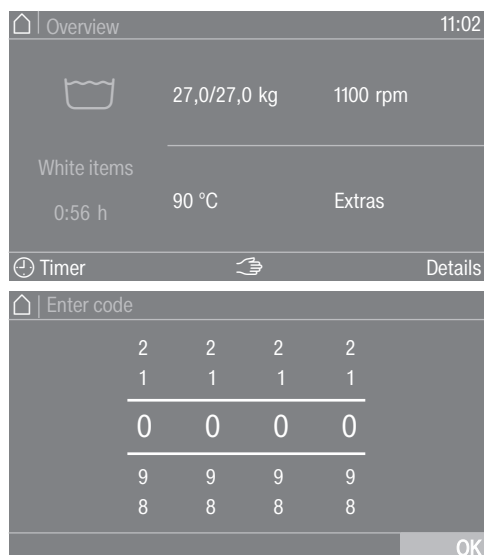 Overview 11:02
27,0/27,0 kg 1100 rpm
White items
0:56 h
90 °C Extras
Timer Details
Enter code
2 2 2 2
1 1 1 1
0 0 0 0
9 9 9 9
8 8 8 8
OK